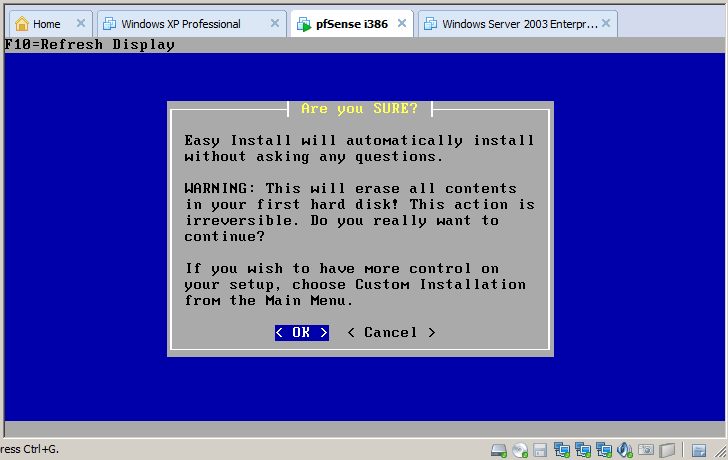 Home Windows XP Professional pfSense i386 Windows Server 2003 Enterpr...
F10=Refresh Display
Are you SURE?
Easy Install will automatically install
without asking any questions.
WARNING: This will erase all contents
in your first hard disk! This action is
irreversible. Do you really want to
continue?
If you wish to have more control on
your setup, choose Custom Installation
from the Main Menu.
< OK > < Cancel >
ress Ctrl+G.